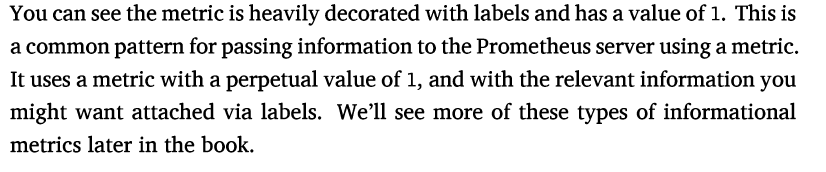 You can see the metric is heavily decorated with labels and has a value of 1. This is
a common pattern for passing information to the Prometheus server using a metric.
It uses a metric with a perpetual value of 1, and with the relevant information you
might want attached via labels. We’ll see more of these types of informational
metrics later in the book.